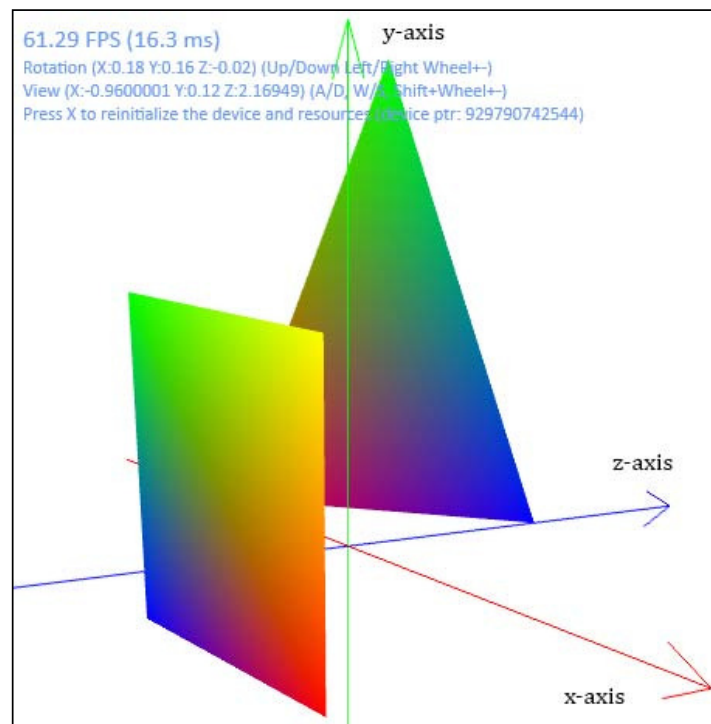 61.29 FPS (16.3 ms)
y-axis
Rotation (X:0.18 Y:0.16 Z:-0.02) (Up/Down Left/Right Wheel+-)
View (X:-0.9600001 Y:0.12 Z:2.16949) (A/D, W/S, Shift+Wheel+-)
Press X to reinitialize the device and resources (device ptr: 929790742544)
z-axis
x-axis